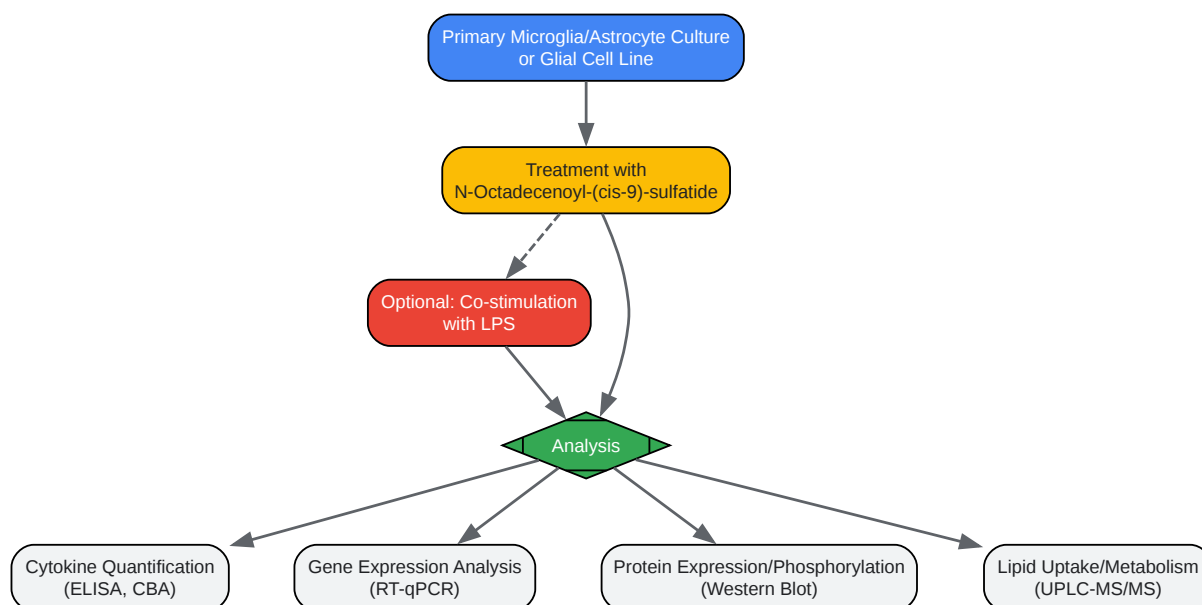 Primary Microglia/Astrocyte Culture
or Glial Cell Line
Treatment with
N-Octadecenoyl-(cis-9)-sulfatide
Optional: Co-stimulation
with LPS
Analysis
Cytokine Quantification
(ELISA, CBA)
Gene Expression Analysis
(RT-qPCR)
Protein Expression/Phosphorylation
(Western Blot)
Lipid Uptake/Metabolism
(UPLC-MS/MS)